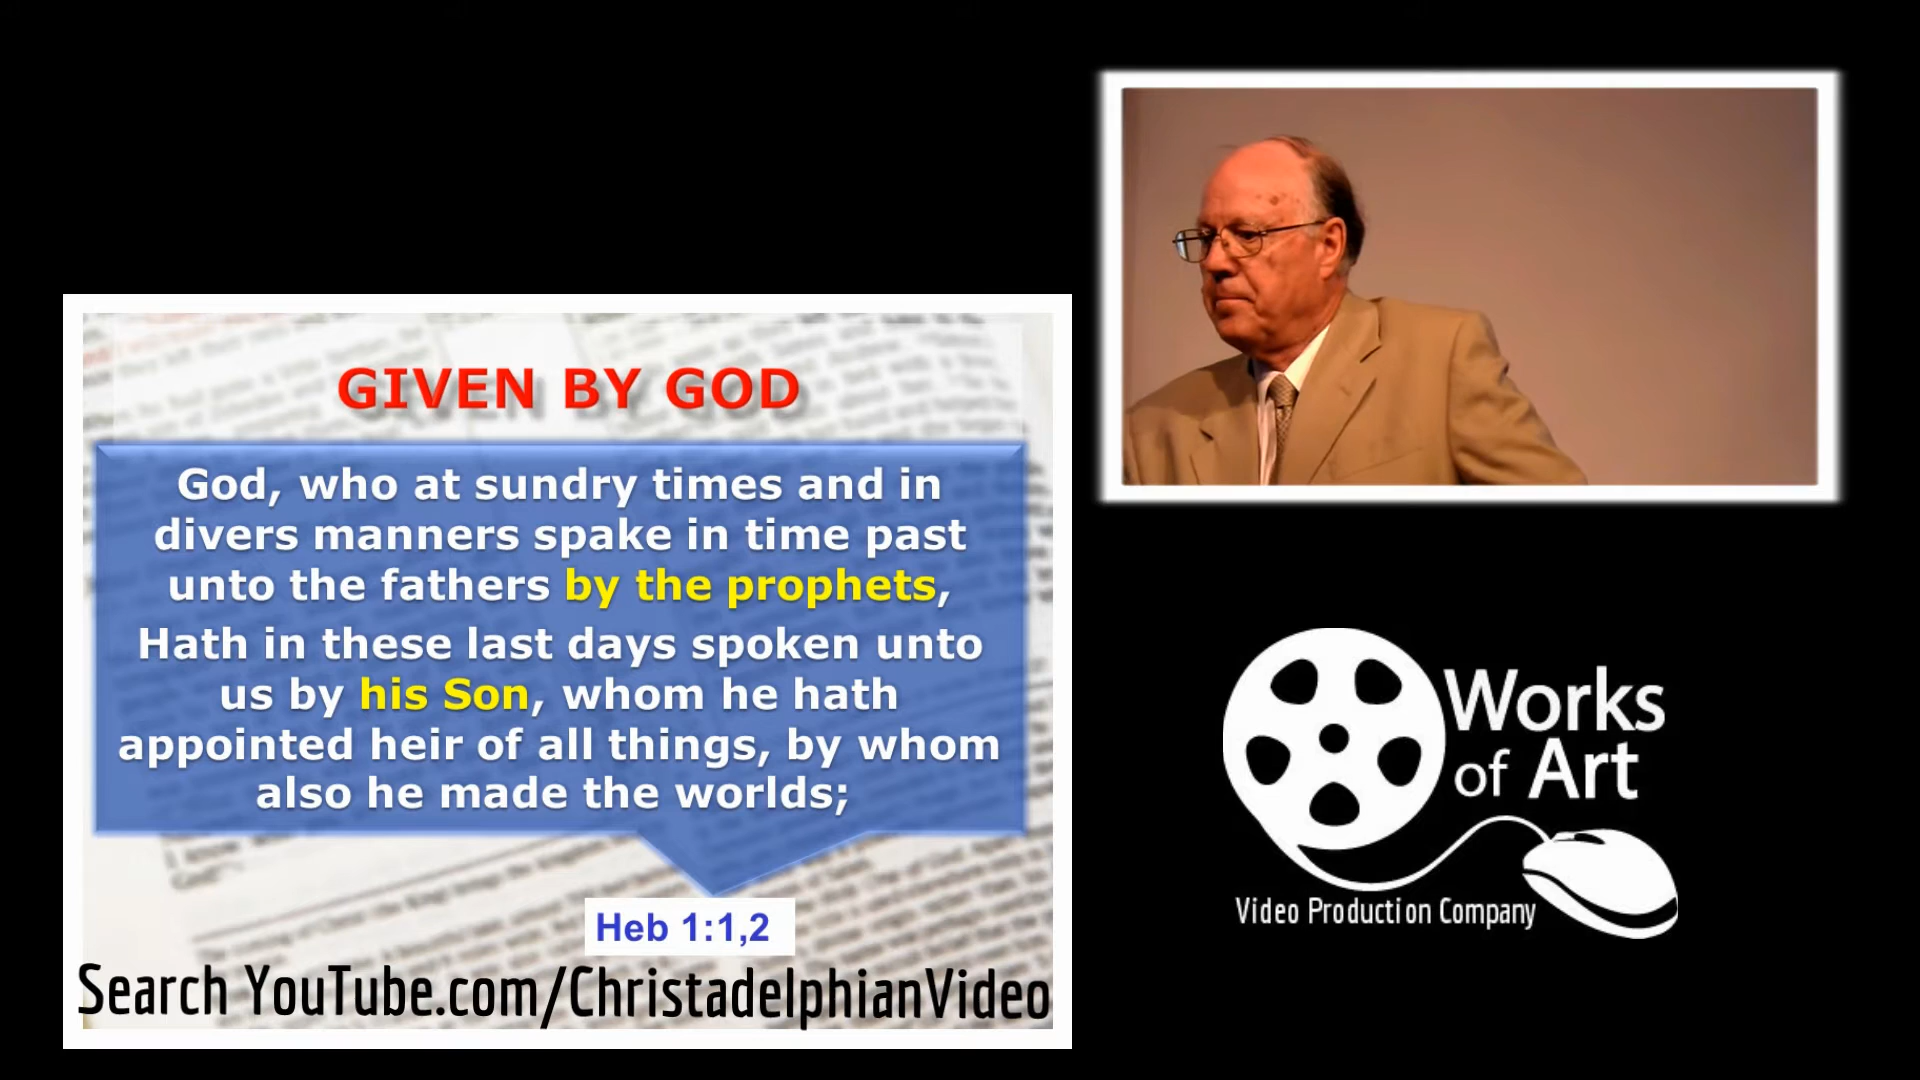 GIVEN BY GOD
God, who at sundry times and in
divers manners spake in time past
unto the fathers by the prophets,
Hath in these last days spoken unto
us by his Son, whom he hath
appointed heir of all things, by whom
also he made the worlds;
Heb 1:1,2
Search YouTube.com/ChristadelphianVideo
Works
of Art
Video Production Company